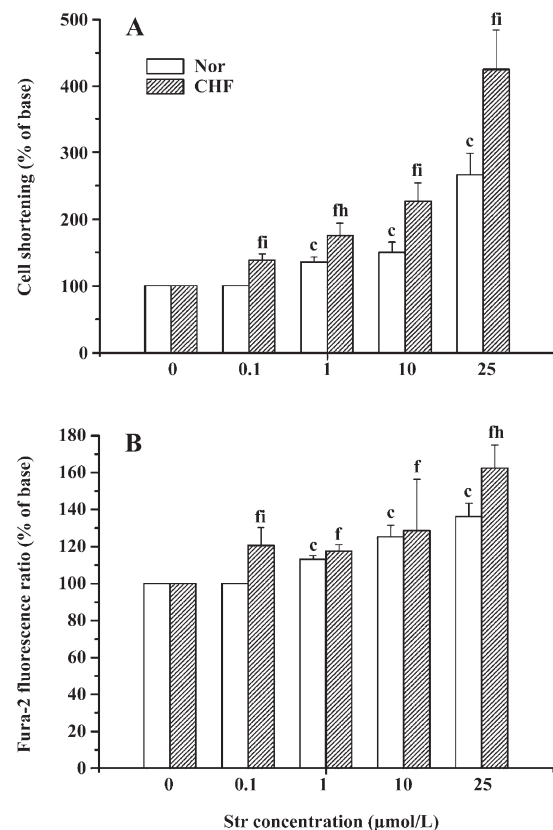 A
Nor
CHF
Cell shortening (% of base)
500
400
300
250
200
100
0
fi
fh
c
fi
c
fi
c
0 0.1 1 10 25
B
Fura-2 fluorescence ratio (% of base)
180
160
140
120
100
80
60
40
20
0
fi
c f
c f
c fh
0 0.1 1 10 25
Str concentration (μmol/L)